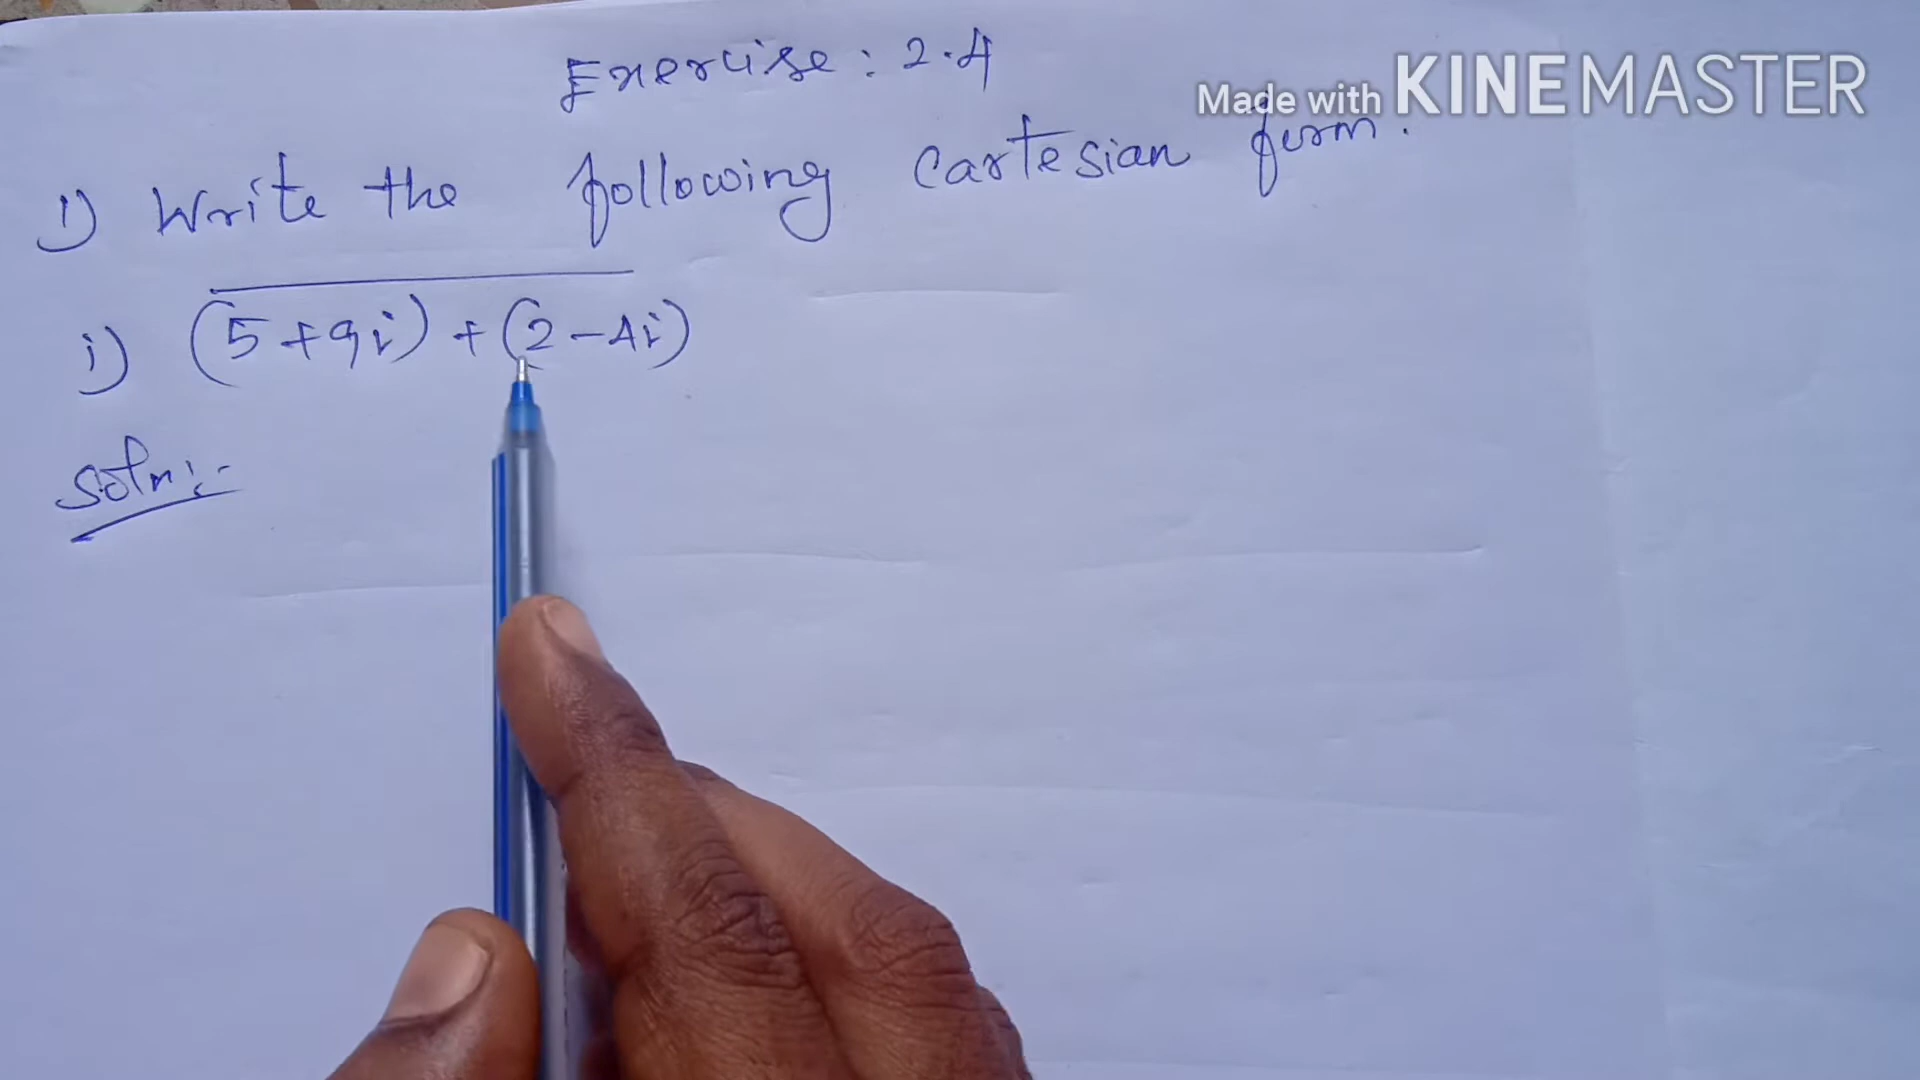 Exercise: 2.4
Made with KINEMASTER
1) Write the following Cartesian form.
i) (5+9i) + (2-4i)
Soln:-